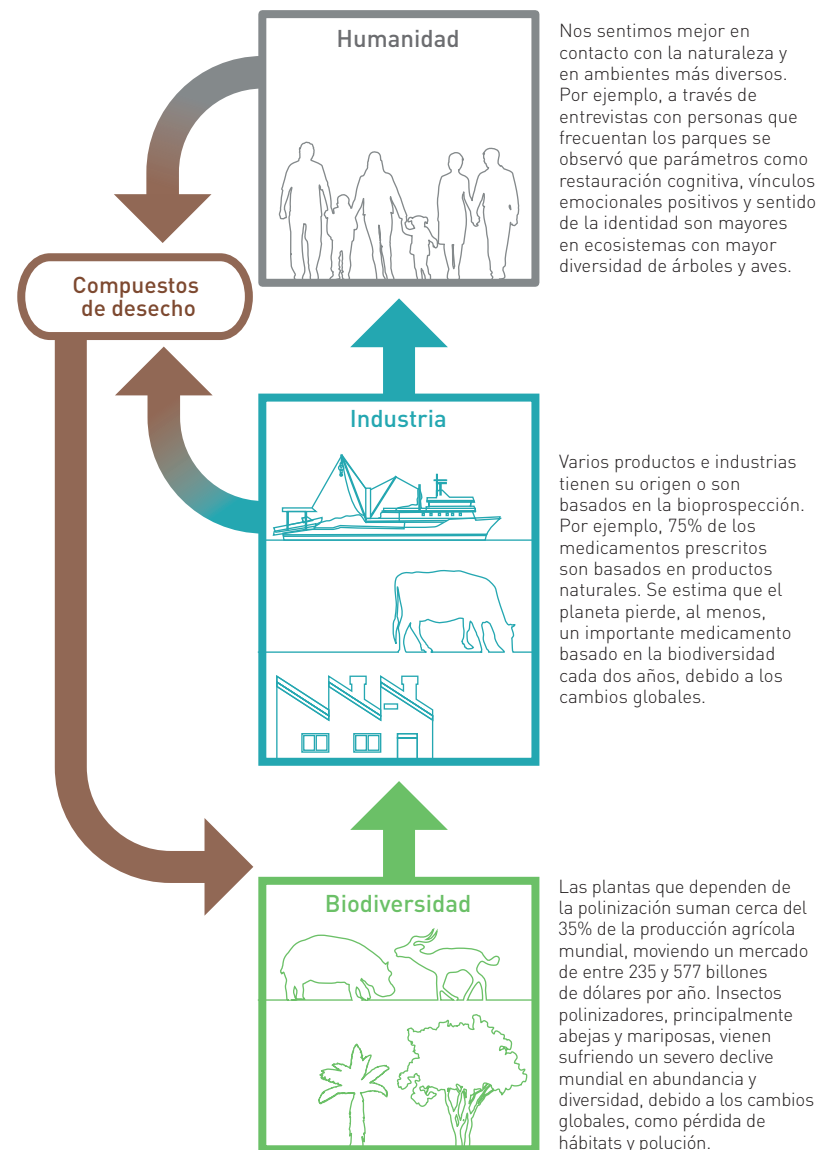 Humanidad
Nos sentimos mejor en
contacto con la naturaleza y
en ambientes más diversos.
Por ejemplo, a través de
entrevistas con personas que
frecuentan los parques se
observó que parámetros como
restauración cognitiva, vínculos
emocionales positivos y sentido
de la identidad son mayores
en ecosistemas con mayor
diversidad de árboles y aves.
Compuestos
de desecho
Industria
Varios productos e industrias
tienen su origen o son
basados en la bioprospección.
Por ejemplo, 75% de los
medicamentos prescritos
son basados en productos
naturales. Se estima que el
planeta pierde, al menos,
un importante medicamento
basado en la biodiversidad
cada dos años, debido a los
cambios globales.
Biodiversidad
Las plantas que dependen de
la polinización suman cerca del
35% de la producción agrícola
mundial, moviendo un mercado
de entre 235 y 577 billones
de dólares por año. Insectos
polinizadores, principalmente
abejas y mariposas, vienen
sufriendo un severo declive
mundial en abundancia y
diversidad, debido a los cambios
globales, como pérdida de
hábitats y polución.